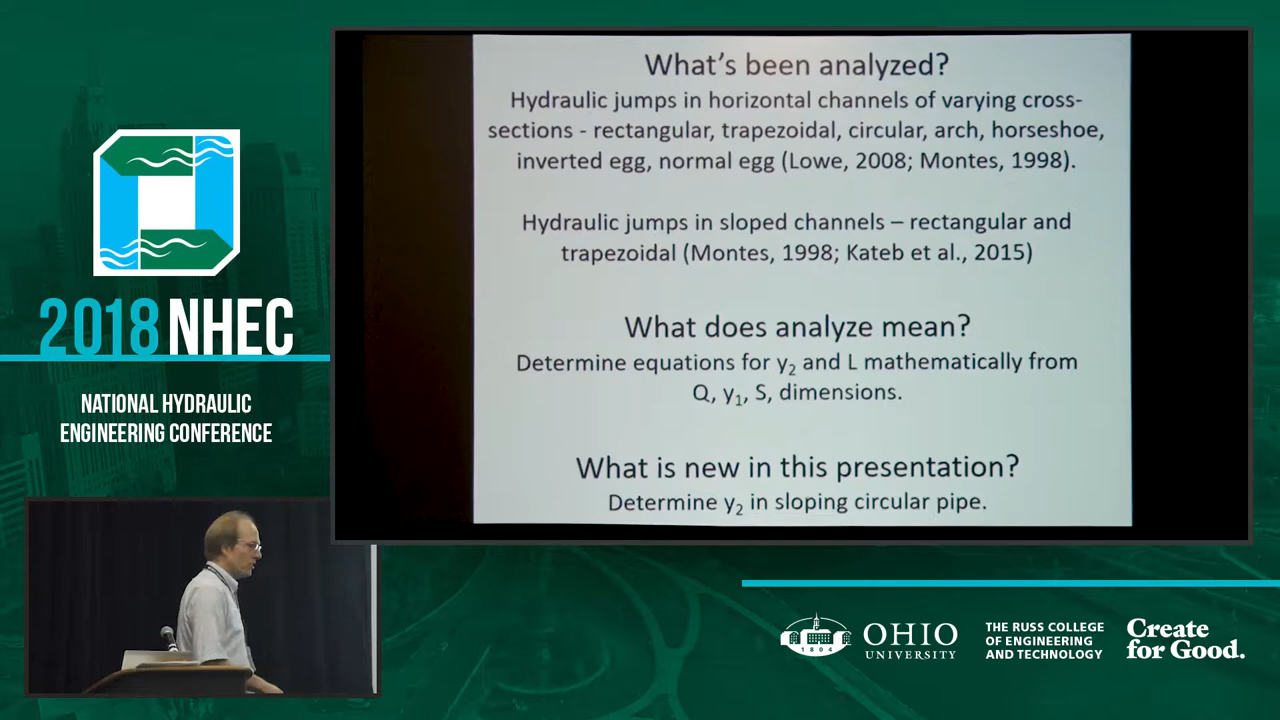 2018 NHEC
NATIONAL HYDRAULIC
ENGINEERING CONFERENCE
What's been analyzed?
Hydraulic jumps in horizontal channels of varying cross-
sections - rectangular, trapezoidal, circular, arch, horseshoe,
inverted egg, normal egg (Lowe, 2008; Montes, 1998).
Hydraulic jumps in sloped channels – rectangular and
trapezoidal (Montes, 1998; Kateb et al., 2015)
What does analyze mean?
Determine equations for y₂ and L mathematically from
Q, y₁, S, dimensions.
What is new in this presentation?
Determine y₂ in sloping circular pipe.
1804
OHIO
UNIVERSITY
THE RUSS COLLEGE
OF ENGINEERING
AND TECHNOLOGY
Create
for Good.